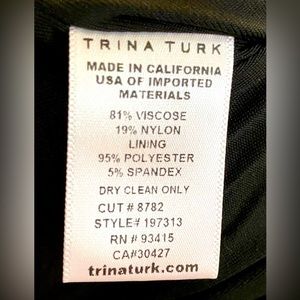 TRINA TURK
MADE IN CALIFORNIA
USA OF IMPORTED
MATERIALS
81% VISCOSE
19% NYLON
LINING
95% POLYESTER
5% SPANDEX
DRY CLEAN ONLY
CUT # 8782
STYLE# 197313
RN # 93415
CA#30427
trinaturk.com